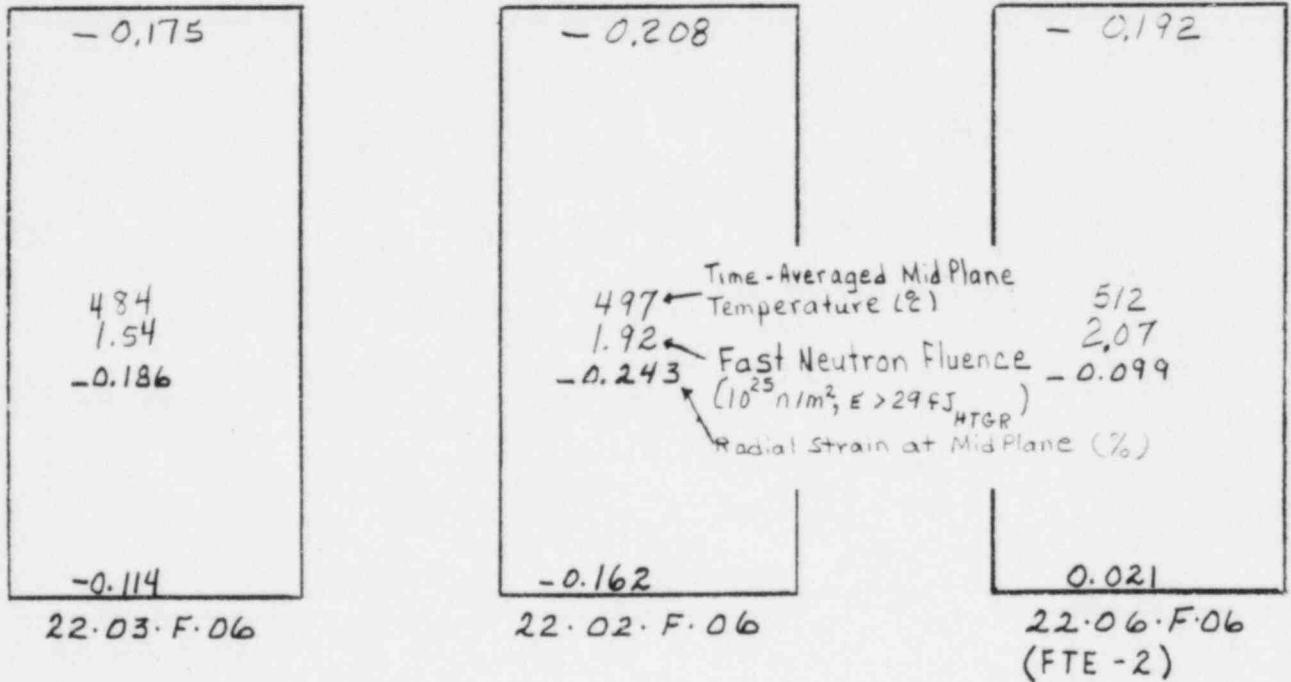 - 0.175
484
1.54
-0.186
-0.114
22·03·F·06
- 0.208
497
1.92
-0.243
-0.162
22·02·F·06
Time-Averaged Mid Plane
Temperature (℃)
Fast Neutron Fluence
(10²⁵ n/m², E > 29 fJ HTGR)
Radial Strain at Mid Plane (%)
- 0.192
512
2.07
- 0.099
0.021
22·06·F·06
(FTE-2)